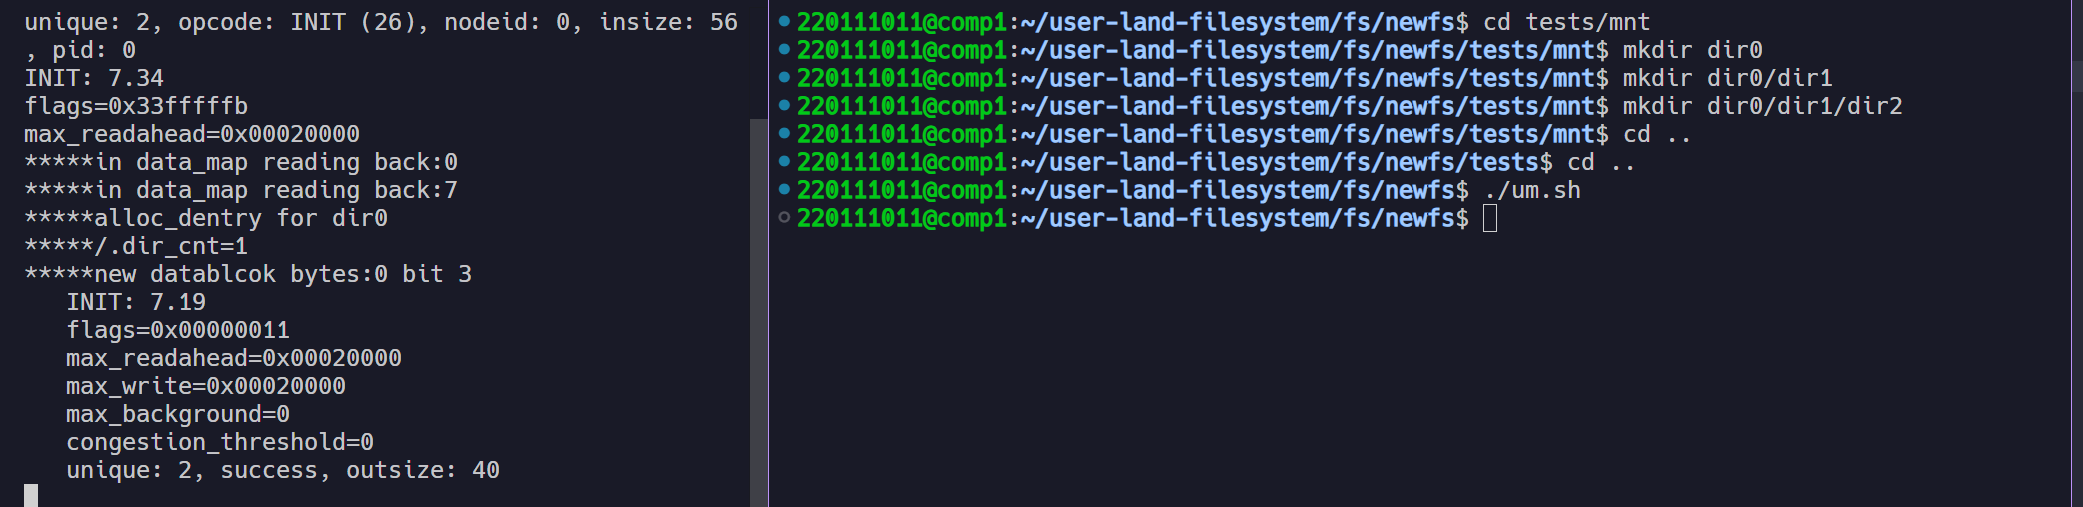 unique: 2, opcode: INIT (26), nodeid: 0, insize: 56
, pid: 0
INIT: 7.34
flags=0x33fffffb
max_readahead=0x00020000
*****in data_map reading back:0
*****in data_map reading back:7
*****alloc_dentry for dir0
*****/.dir_cnt=1
*****new datablcok bytes:0 bit 3
INIT: 7.19
flags=0x00000011
max_readahead=0x00020000
max_write=0x00020000
max_background=0
congestion_threshold=0
unique: 2, success, outsize: 40
220111011@comp1:~/user-land-filesystem/fs/newfs$ cd tests/mnt
220111011@comp1:~/user-land-filesystem/fs/newfs/tests/mnt$ mkdir dir0
220111011@comp1:~/user-land-filesystem/fs/newfs/tests/mnt$ mkdir dir0/dir1
220111011@comp1:~/user-land-filesystem/fs/newfs/tests/mnt$ mkdir dir0/dir1/dir2
220111011@comp1:~/user-land-filesystem/fs/newfs/tests/mnt$ cd ..
220111011@comp1:~/user-land-filesystem/fs/newfs/tests$ cd ..
220111011@comp1:~/user-land-filesystem/fs/newfs$ ./um.sh
220111011@comp1:~/user-land-filesystem/fs/newfs$